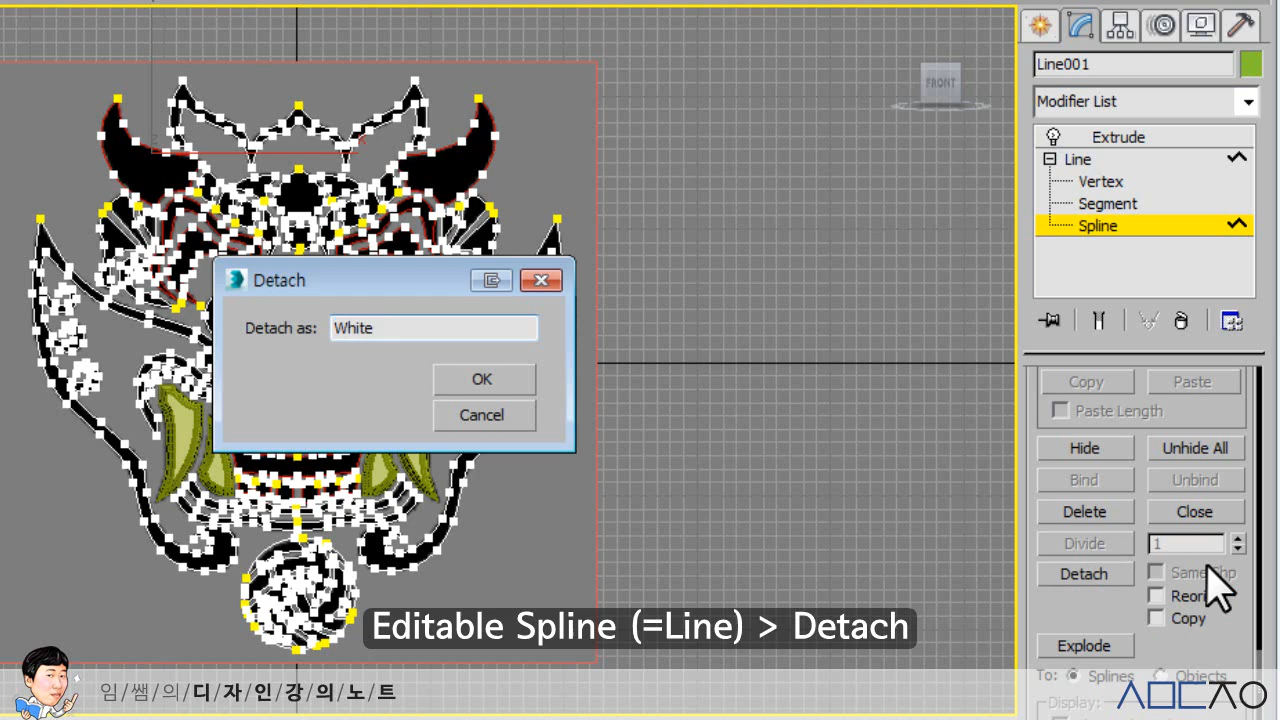 FRONT
Line001
Modifier List
Extrude
Line
Vertex
Segment
Spline
Detach
Detach as:
White
OK
Cancel
Copy
Paste
Paste Length
Hide
Unhide All
Bind
Unbind
Delete
Close
Divide
1
Detach
Copy
Explode
To:
Splines
Objects
Display:
Editable Spline (=Line) > Detach
임/쌤/의/디/자/인/강/의/노/트